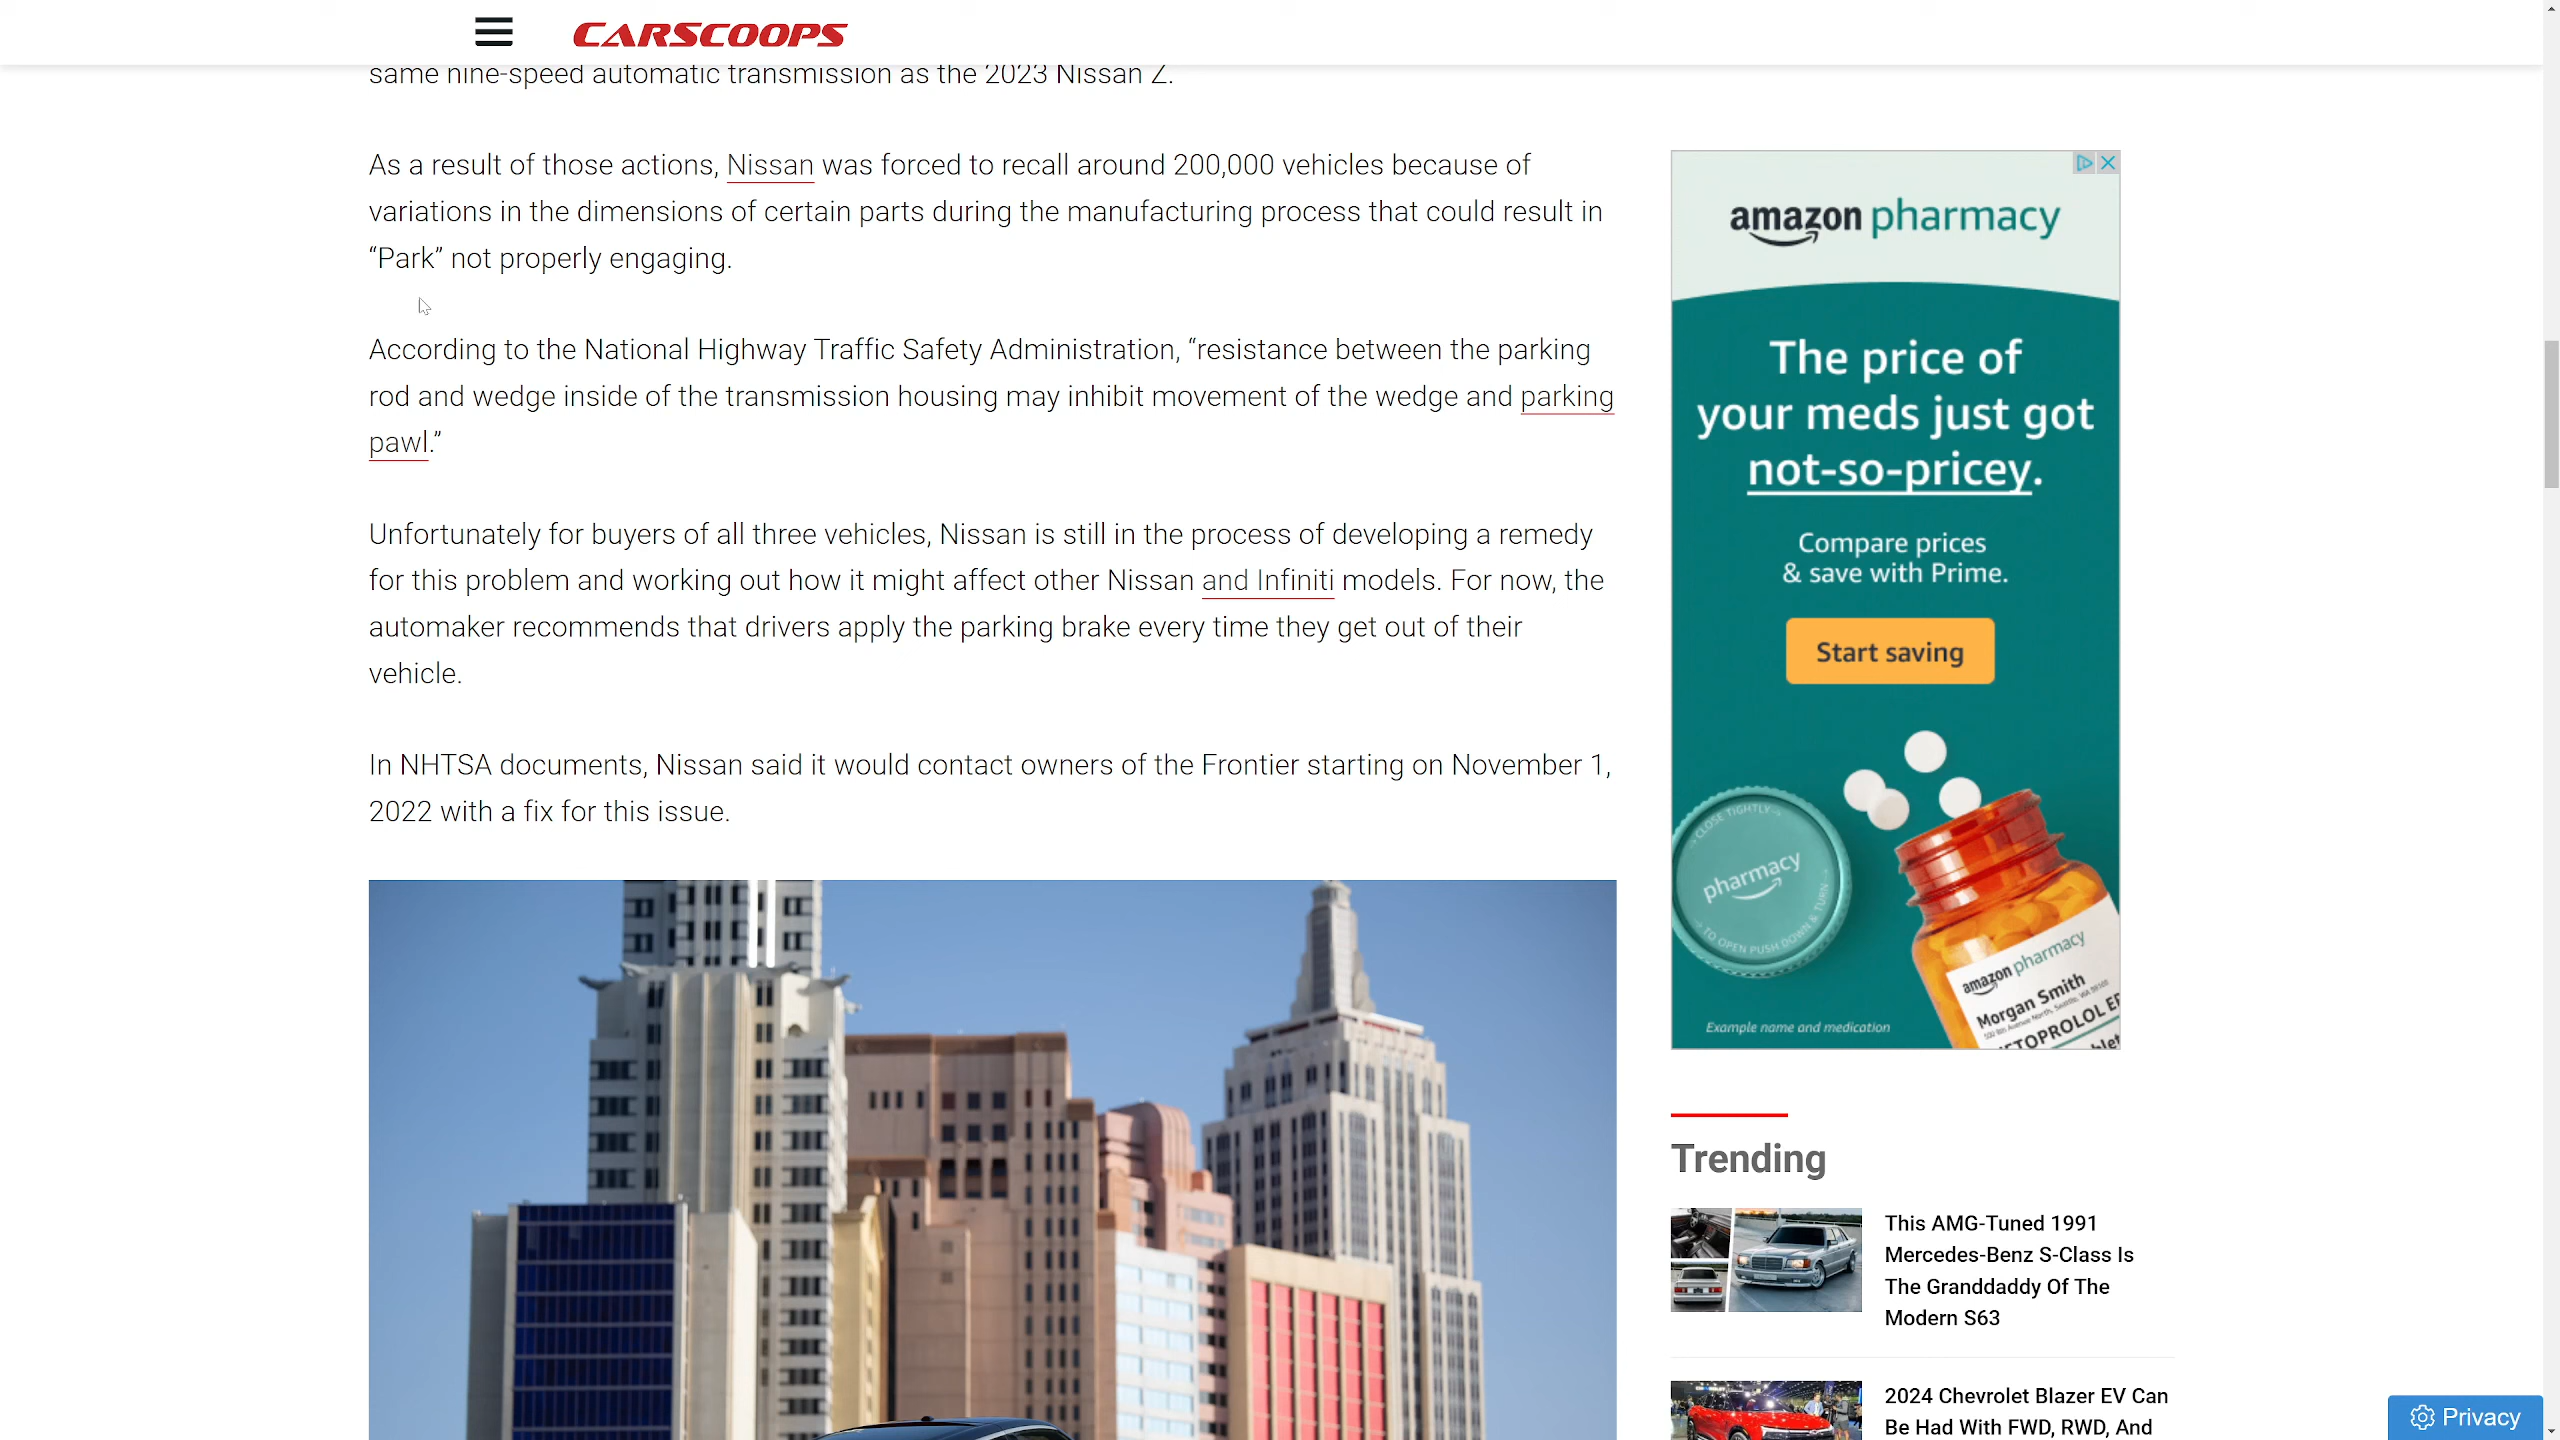 CARSCOOPS
same nine-speed automatic transmission as the 2023 Nissan Z.
As a result of those actions, Nissan was forced to recall around 200,000 vehicles because of
variations in the dimensions of certain parts during the manufacturing process that could result in
“Park” not properly engaging.
According to the National Highway Traffic Safety Administration, “resistance between the parking
rod and wedge inside of the transmission housing may inhibit movement of the wedge and parking
pawl.”
Unfortunately for buyers of all three vehicles, Nissan is still in the process of developing a remedy
for this problem and working out how it might affect other Nissan and Infiniti models. For now, the
automaker recommends that drivers apply the parking brake every time they get out of their
vehicle.
In NHTSA documents, Nissan said it would contact owners of the Frontier starting on November 1,
2022 with a fix for this issue.
amazon pharmacy
The price of
your meds just got
not-so-pricey.
Compare prices
& save with Prime.
Start saving
CLOSE TIGHTLY
pharmacy
TO OPEN PUSH DOWN & TURN
amazon pharmacy
Morgan Smith
ETOPROLOL ER
blet
Example name and medication
Trending
This AMG-Tuned 1991
Mercedes-Benz S-Class Is
The Granddaddy Of The
Modern S63
2024 Chevrolet Blazer EV Can
Be Had With FWD, RWD, And
Privacy